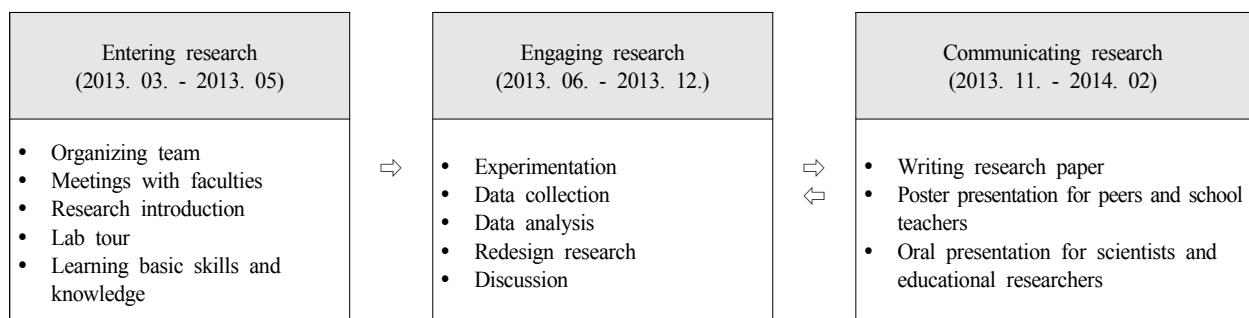 Entering research
(2013. 03. - 2013. 05)
• Organizing team
• Meetings with faculties
• Research introduction
• Lab tour
• Learning basic skills and
knowledge
⇨
Engaging research
(2013. 06. - 2013. 12.)
• Experimentation
• Data collection
• Data analysis
• Redesign research
• Discussion
⇨
⇦
Communicating research
(2013. 11. - 2014. 02)
• Writing research paper
• Poster presentation for peers and school
teachers
• Oral presentation for scientists and
educational researchers